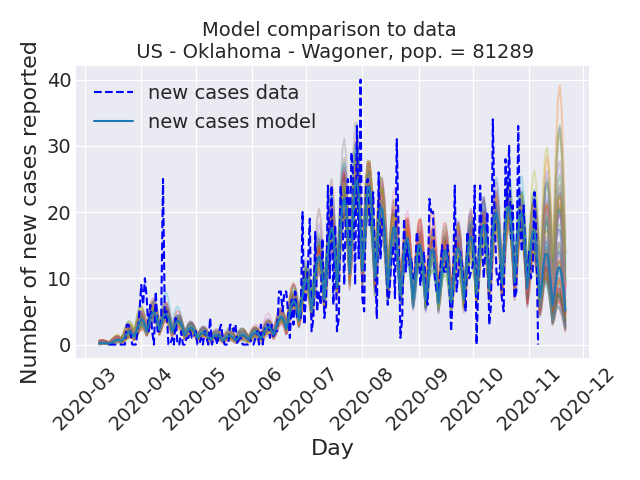 Model comparison to data
US - Oklahoma - Wagoner, pop. = 81289
Number of new cases reported
40
30
20
10
0
new cases data
new cases model
2020-03
2020-04
2020-05
2020-06
2020-07
2020-08
2020-09
2020-10
2020-11
2020-12
Day